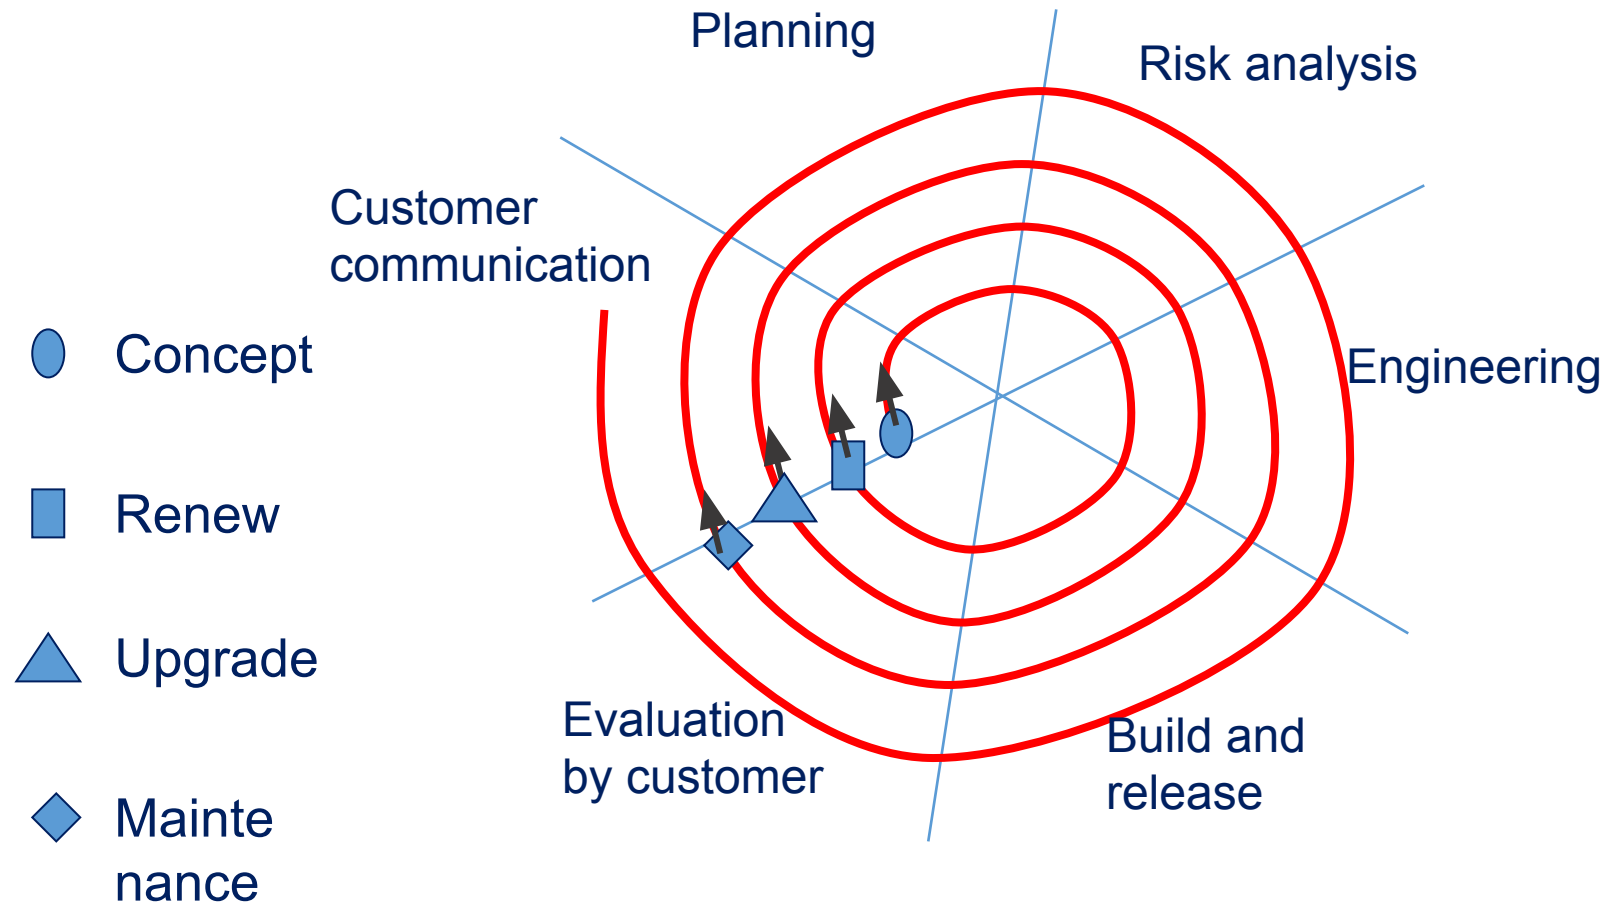 Planning
Risk analysis
Customer
communication
Engineering
Concept
Renew
Upgrade
Mainte
nance
Evaluation
by customer
Build and
release